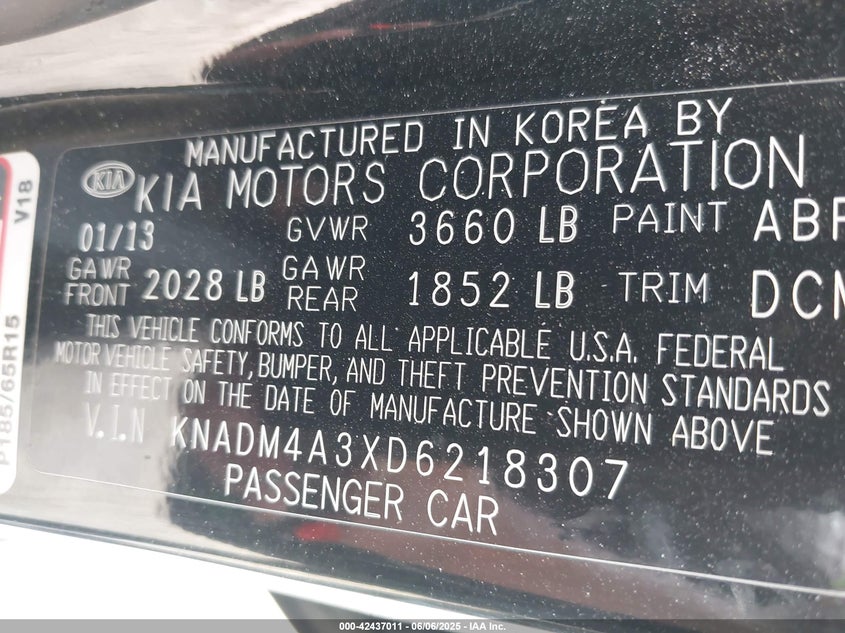 MANUFACTURED IN KOREA BY
KIA KIA MOTORS CORPORATION
01/13 GVWR 3660 LB PAINT
GAWR FRONT 2028 LB GAWR REAR 1852 LB TRIM
THIS VEHICLE CONFORMS TO ALL APPLICABLE U.S.A. FEDERAL
MOTOR VEHICLE SAFETY, BUMPER, AND THEFT PREVENTION STANDARDS
IN EFFECT ON THE DATE OF MANUFACTURE SHOWN ABOVE
V.I.N KNADM4A3XD6218307
PASSENGER CAR
V18
P185/65R15
000-42437011 - 06/06/2025 - IAA Inc.